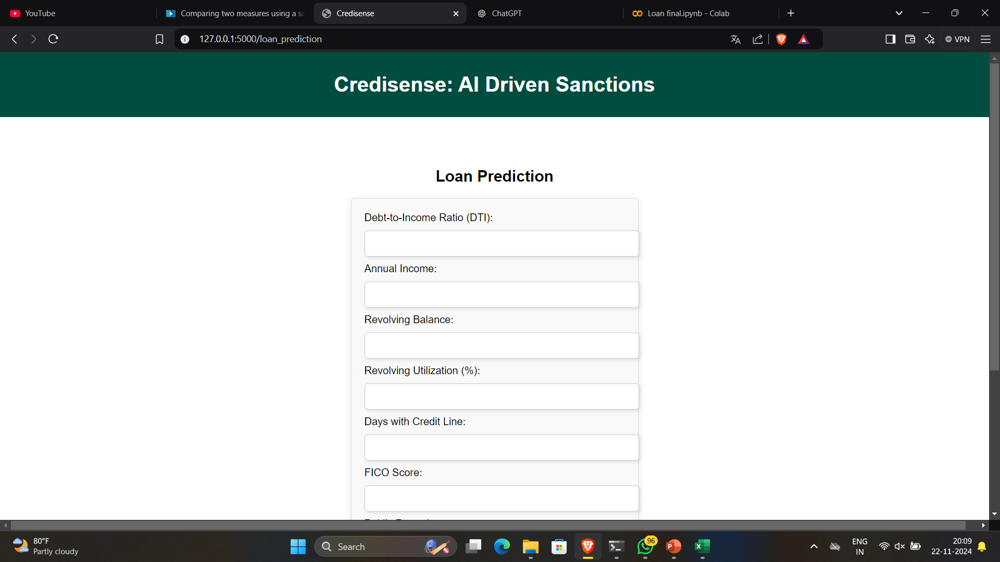 YouTube
Comparing two measures using a sc
Credisense
ChatGPT
Loan final.ipynb - Colab
127.0.0.1:5000/loan_prediction
VPN
Credisense: AI Driven Sanctions
Loan Prediction
Debt-to-Income Ratio (DTI):
Annual Income:
Revolving Balance:
Revolving Utilization (%):
Days with Credit Line:
FICO Score:
80°F
Partly cloudy
Search
96
ENG
IN
20:09
22-11-2024